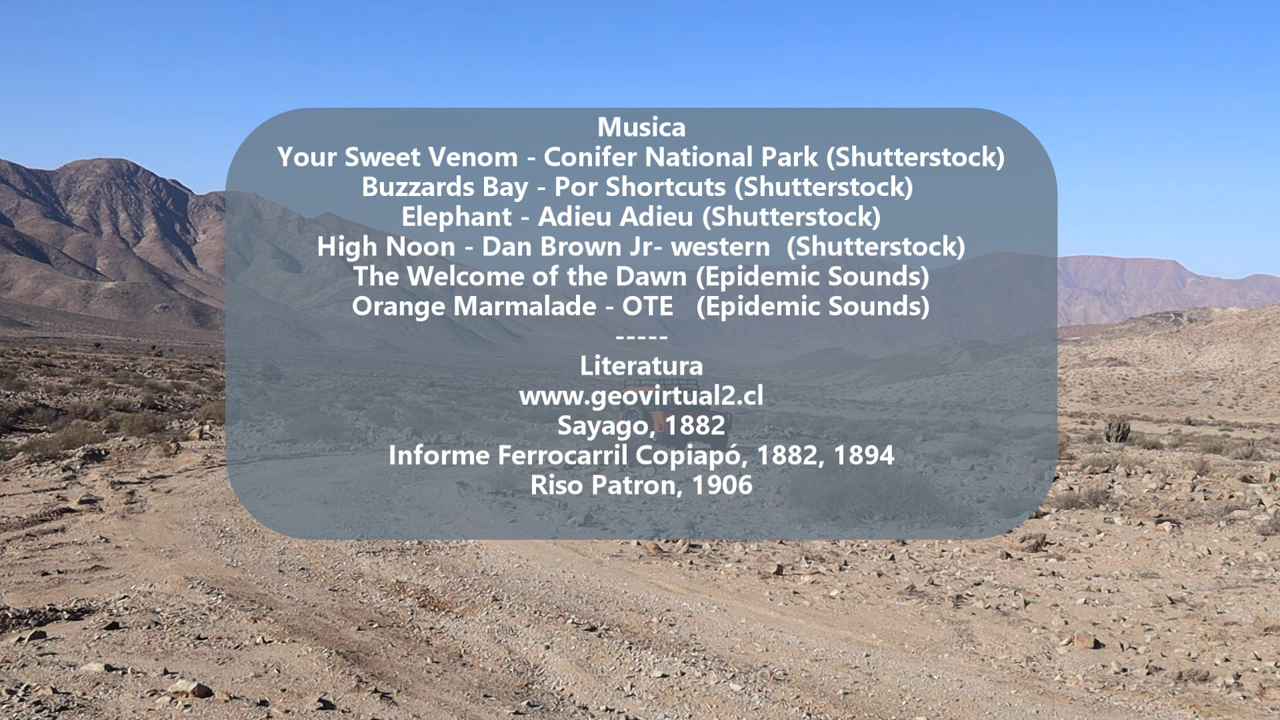 Musica
Your Sweet Venom - Conifer National Park (Shutterstock)
Buzzards Bay - Por Shortcuts (Shutterstock)
Elephant - Adieu Adieu (Shutterstock)
High Noon - Dan Brown Jr- western  (Shutterstock)
The Welcome of the Dawn (Epidemic Sounds)
Orange Marmalade - OTE   (Epidemic Sounds)
-----
Literatura
www.geovirtual2.cl
Sayago, 1882
Informe Ferrocarril Copiapó, 1882, 1894
Riso Patron, 1906